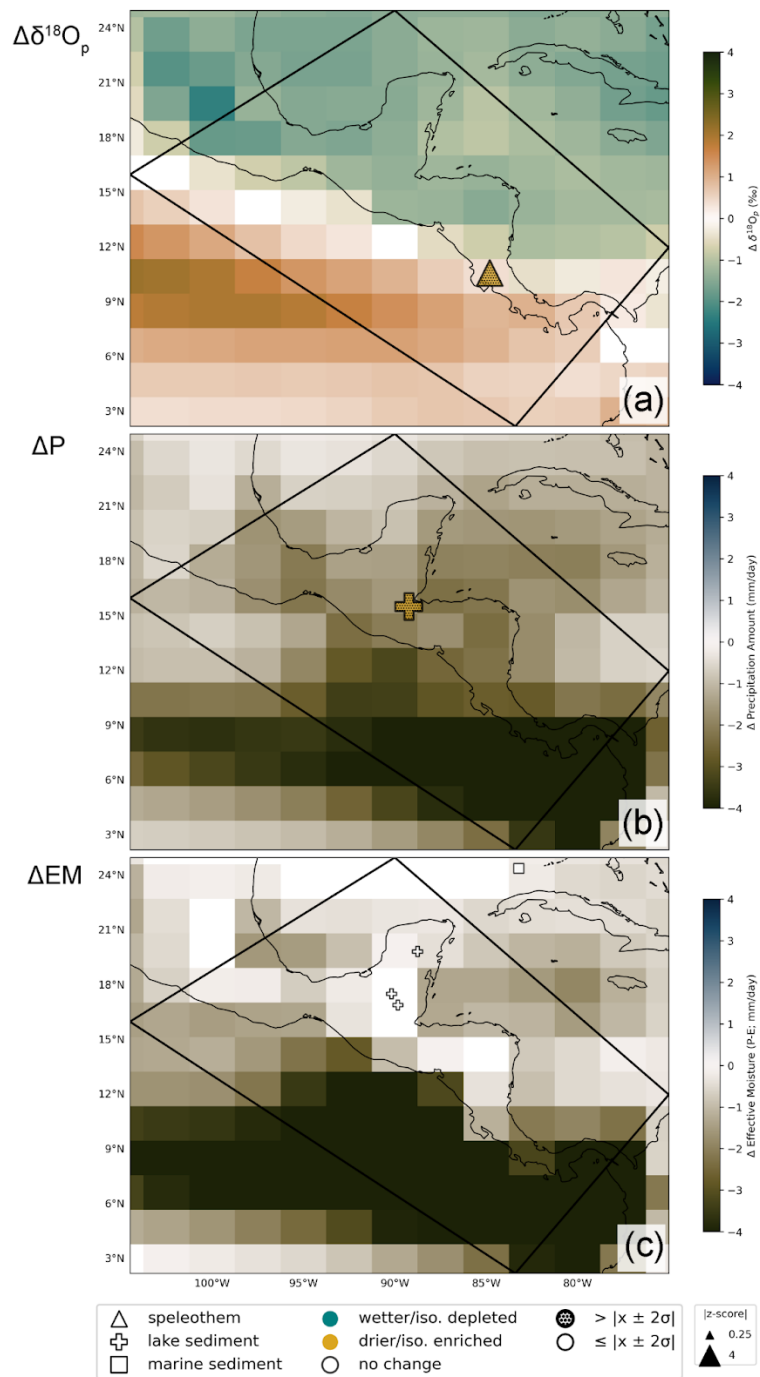 Δδ¹⁸Oₚ
24°N
21°N
18°N
15°N
12°N
9°N
6°N
3°N
(a)
4
3
2
1
0
−1
−2
−3
−4
Δ δ¹⁸Oₚ (‰)
ΔP
24°N
21°N
18°N
15°N
12°N
9°N
6°N
3°N
(b)
4
3
2
1
0
−1
−2
−3
−4
Δ Precipitation Amount (mm/day)
ΔEM
24°N
21°N
18°N
15°N
12°N
9°N
6°N
3°N
(c)
4
3
2
1
0
−1
−2
−3
−4
Δ Effective Moisture (P-E; mm/day)
100°W 95°W 90°W 85°W 80°W
speleothem wetter/iso. depleted > |x ± 2σ|
lake sediment drier/iso. enriched ≤ |x ± 2σ|
marine sediment no change
|z-score|
0.25
4